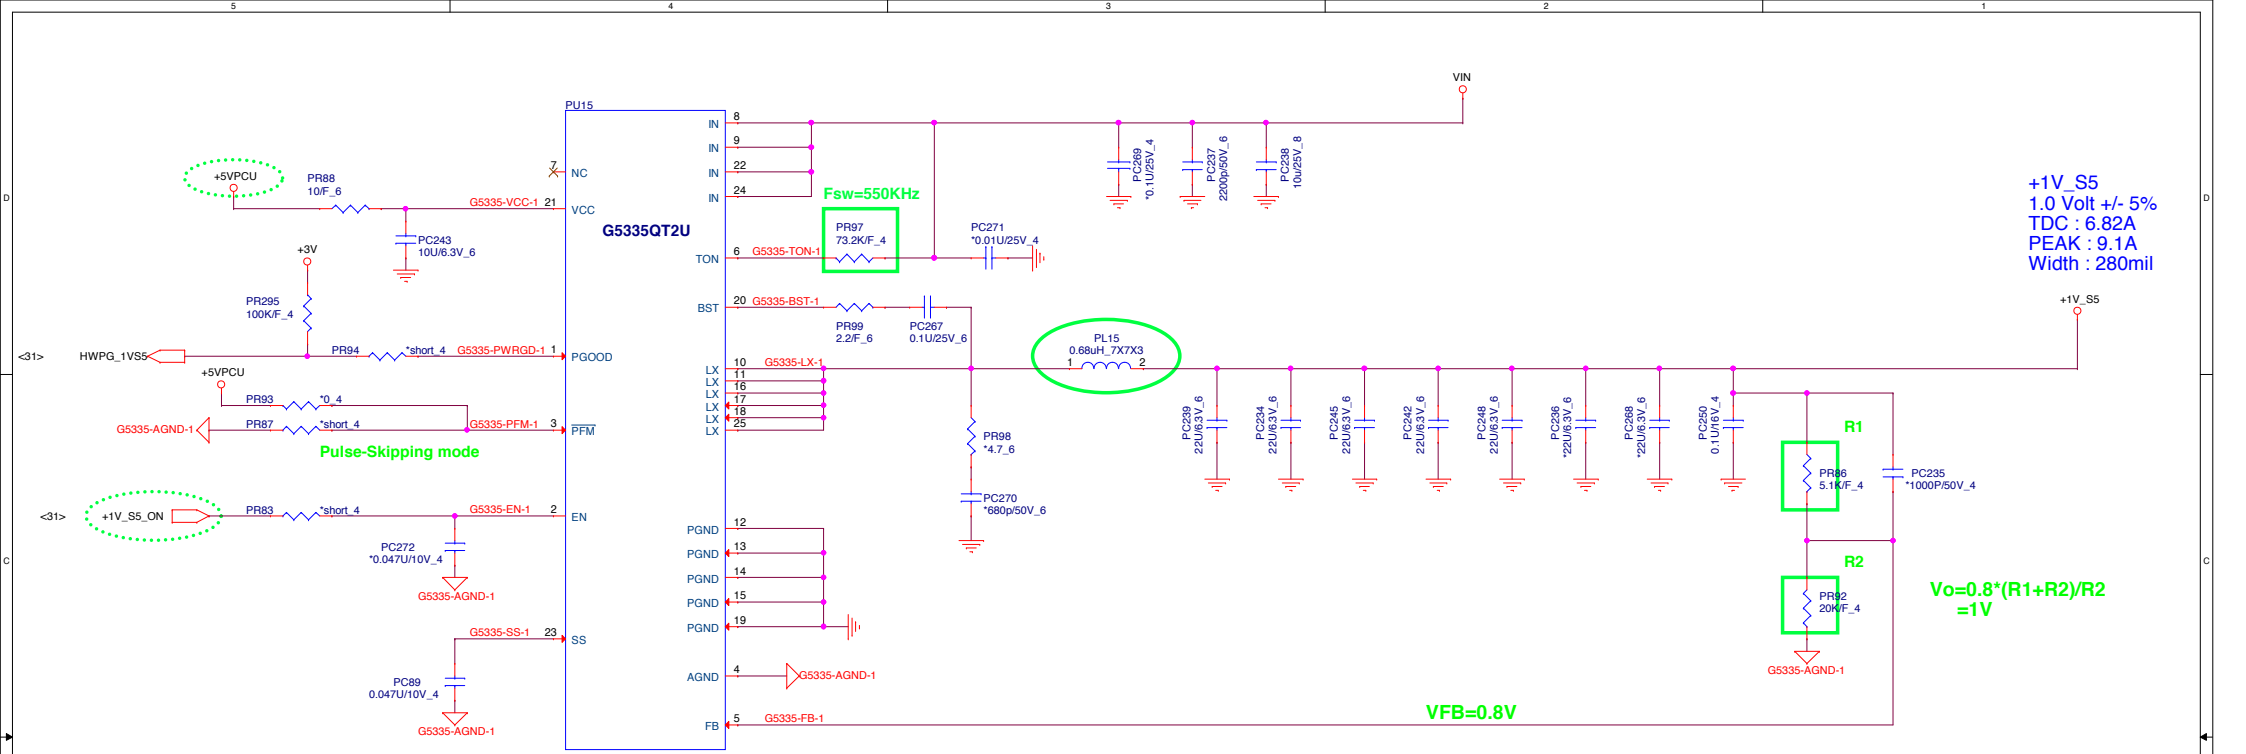 5 4 3 2 1
VIN
PU15
IN 8
IN 9
IN 22
IN 24
7 NC
+5VPCU
PR88
10/F_6
G5335-VCC-1 21 VCC
PC243
10U/6.3V_6
G5335QT2U
Fsw=550KHz
PR97
73.2K/F_4
PC271
*0.01U/25V_4
TON 6 G5335-TON-1
PC269
*0.1U/25V_4
PC237
2200p/50V_6
PC238
10u/25V_8
D
D
+1V_S5
1.0 Volt +/- 5%
TDC : 6.82A
PEAK : 9.1A
Width : 280mil
+1V_S5
+3V
PR295
100K/F_4
BST 20 G5335-BST-1
PR99
2.2/F_6
PC267
0.1U/25V_6
<31> HWPG_1VS5
PR94 *short_4 G5335-PWRGD-1 1 PGOOD
PL15
0.68uH_7X7X3
1 2
LX 10 G5335-LX-1
LX 11
LX 16
LX 17
LX 18
LX 25
+5VPCU
PR93 *0_4
G5335-AGND-1 PR87 *short_4 G5335-PFM-1 3 PFM
Pulse-Skipping mode
PR98
*4.7_6
PC270
*680p/50V_6
PC239
22U/6.3V_6
PC234
22U/6.3V_6
PC245
22U/6.3V_6
PC242
22U/6.3V_6
PC248
22U/6.3V_6
PC236
*22U/6.3V_6
PC268
*22U/6.3V_6
PC250
0.1U/16V_4
R1
PR86
5.1K/F_4
PC235
*1000P/50V_4
<31> +1V_S5_ON PR83 *short_4 G5335-EN-1 2 EN
PC272
*0.047U/10V_4
G5335-AGND-1
PGND 12
PGND 13
PGND 14
PGND 15
PGND 19
C
C
R2
PR92
20K/F_4
G5335-AGND-1
Vo=0.8*(R1+R2)/R2
=1V
G5335-SS-1 23 SS
PC89
0.047U/10V_4
G5335-AGND-1
AGND 4 G5335-AGND-1
FB 5 G5335-FB-1
VFB=0.8V